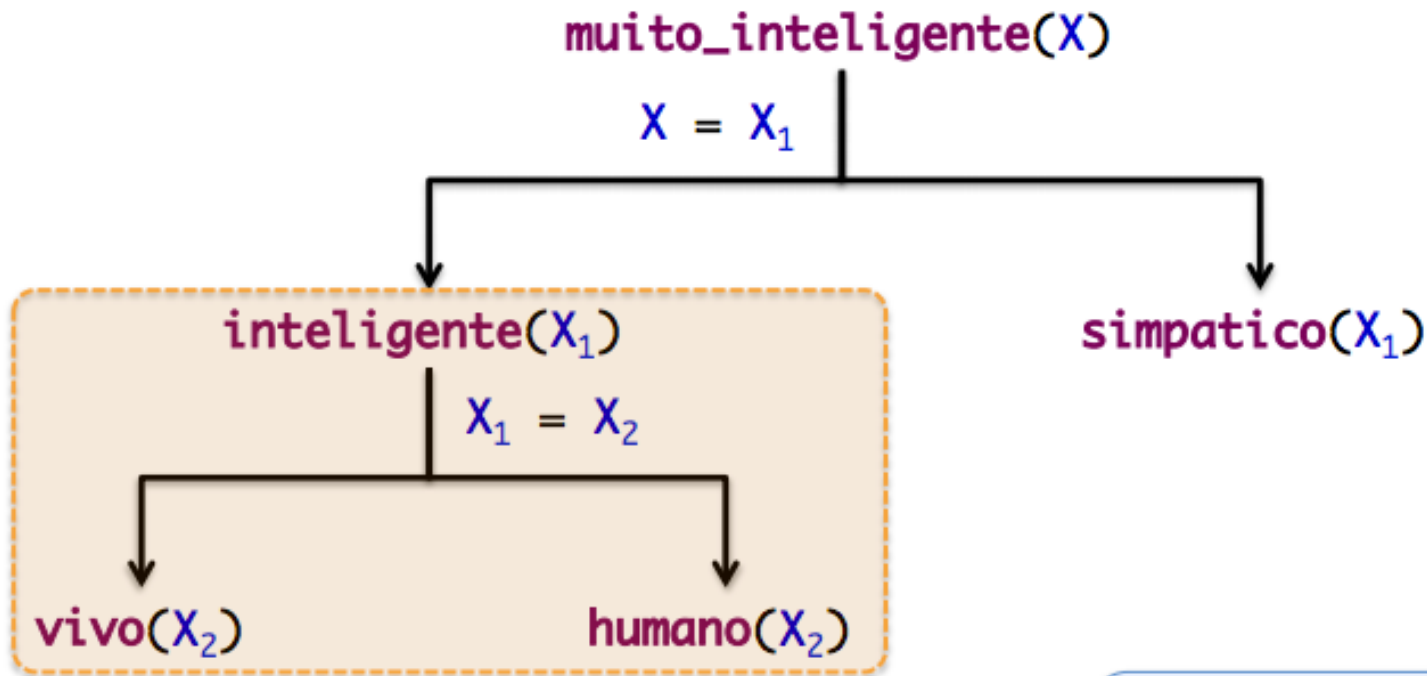 muito_inteligente(X)
X = X₁
inteligente(X₁)
simpatico(X₁)
X₁ = X₂
vivo(X₂)
humano(X₂)